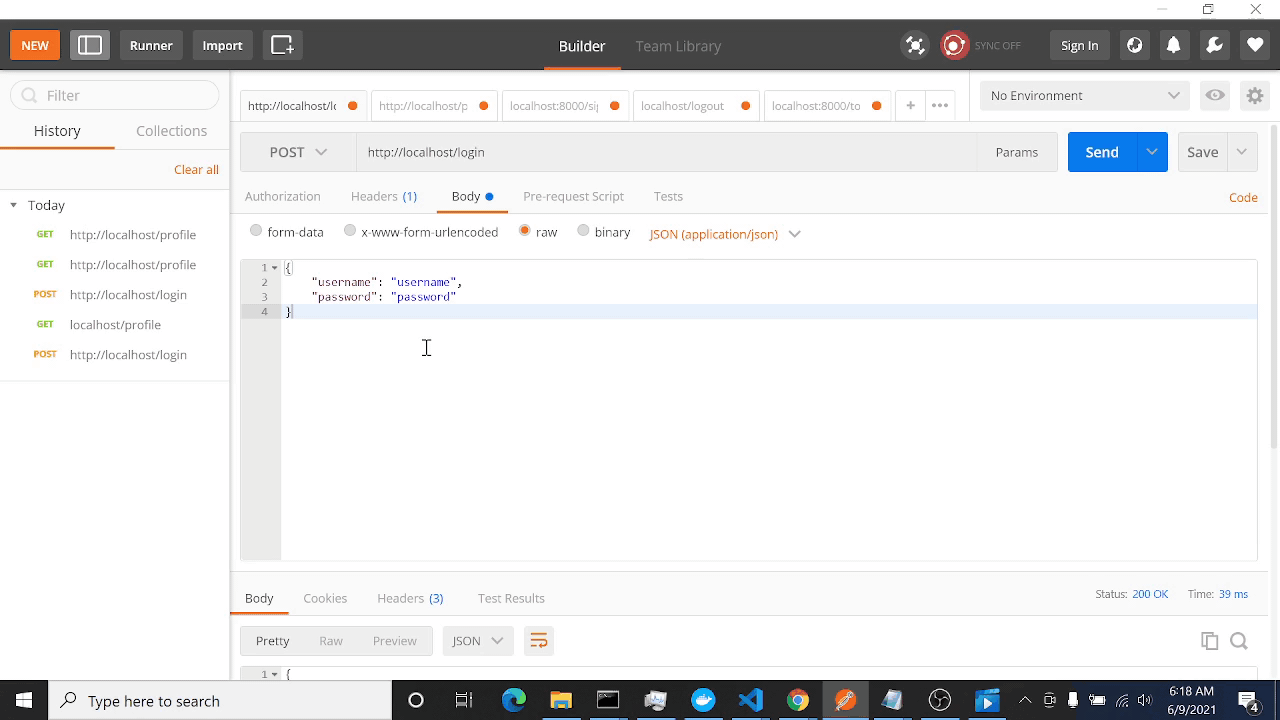 NEW Runner Import Builder Team Library SYNC OFF Sign In
Filter
History Collections
Clear all
Today
GET http://localhost/profile
GET http://localhost/profile
POST http://localhost/login
GET localhost/profile
POST http://localhost/login
http://localhost/lo http://localhost/p localhost:8000/si localhost/logout localhost:8000/to + ••• No Environment
POST http://localhost/login Params Send Save
Authorization Headers (1) Body Pre-request Script Tests Code
form-data x-www-form-urlencoded raw binary JSON (application/json)
1 {
2 "username": "username",
3 "password": "password"
4 }
Body Cookies Headers (3) Test Results Status: 200 OK Time: 39 ms
Pretty Raw Preview JSON
1 {
Type here to search 6:18 AM
6/9/2021 4